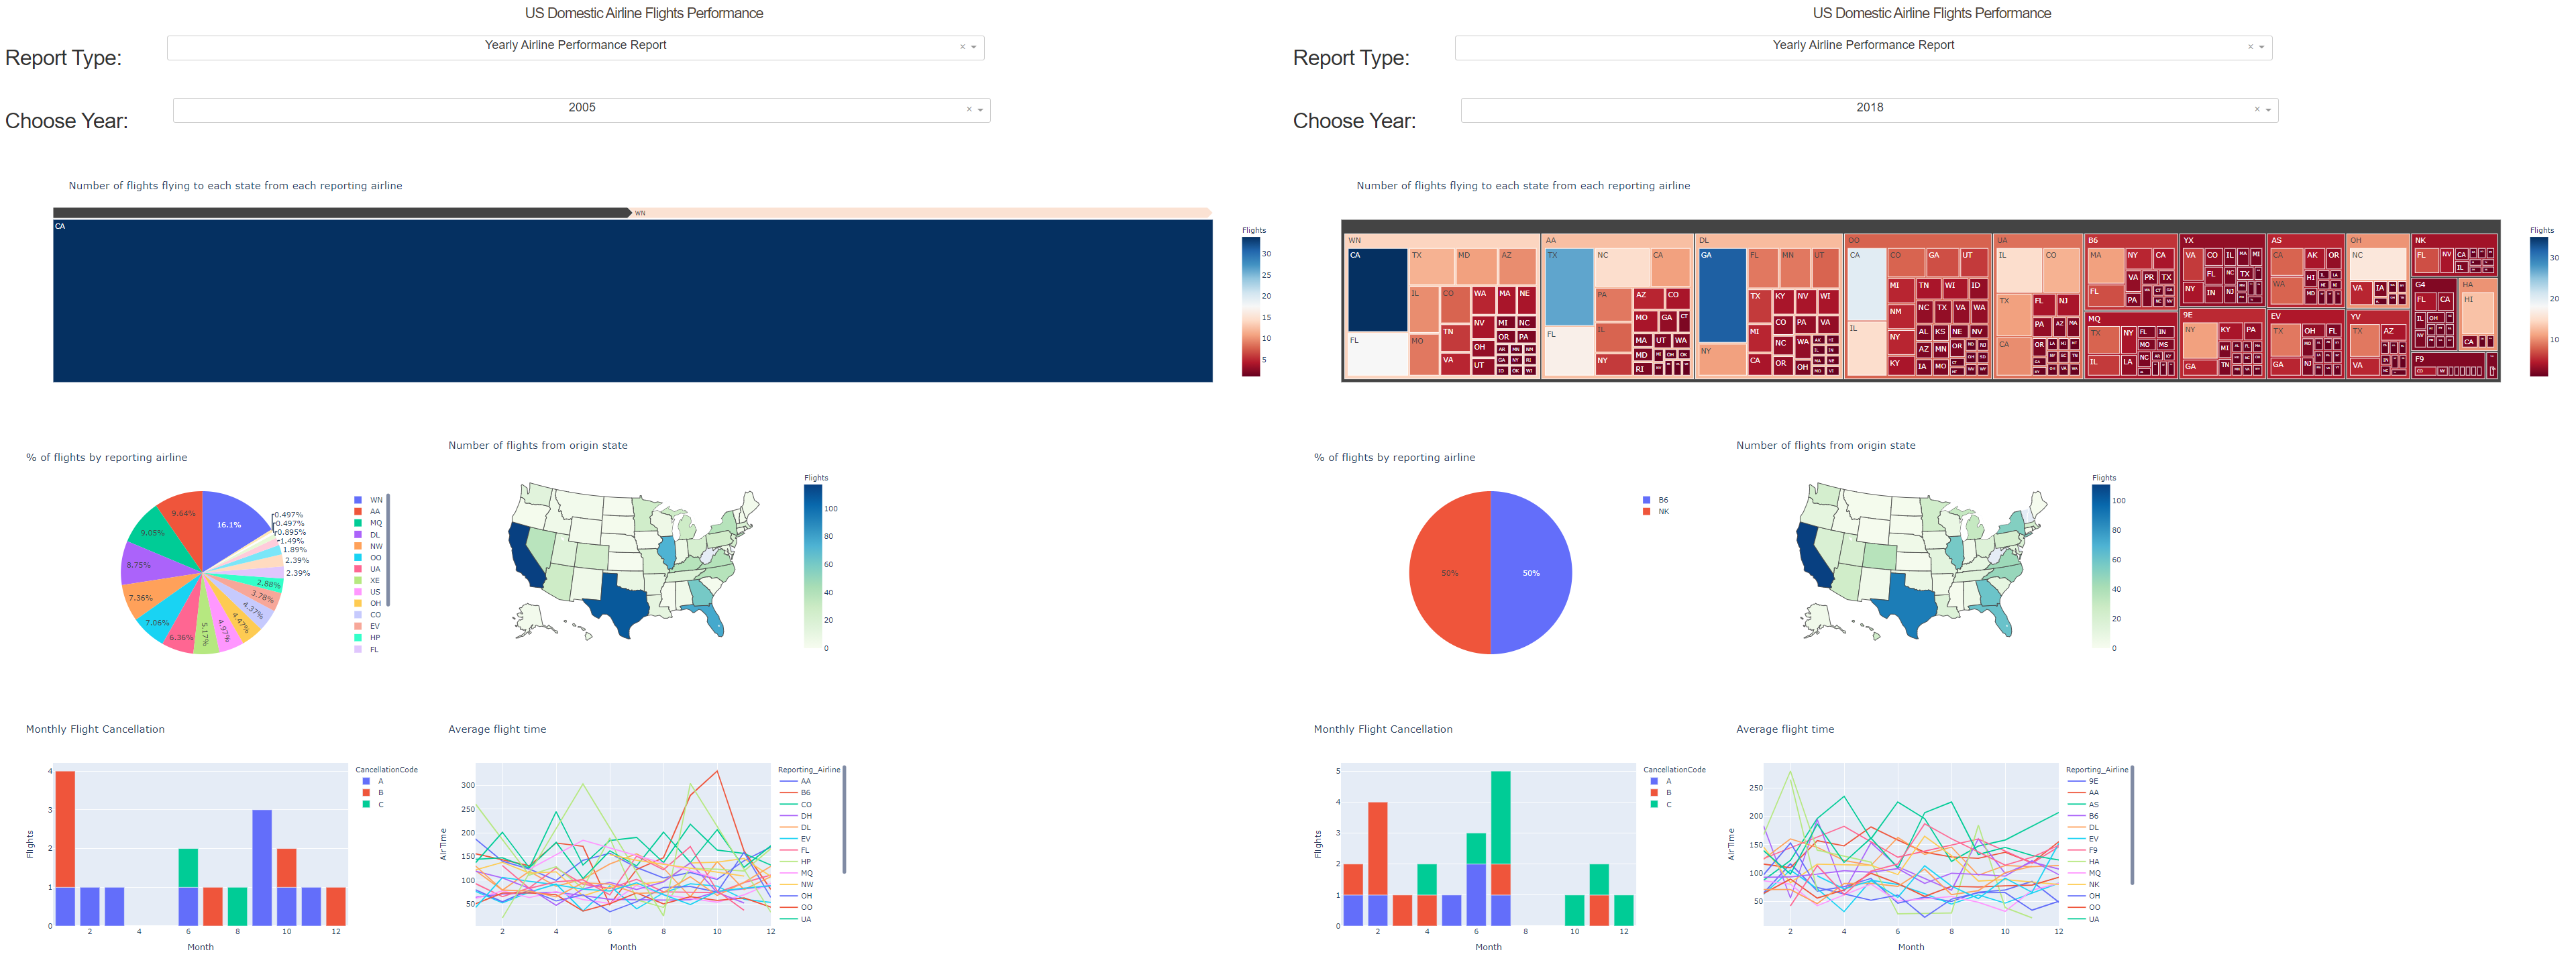 US Domestic Airline Flights Performance
Report Type:
Yearly Airline Performance Report
Choose Year:
2005
Number of flights flying to each state from each reporting airline
WN
CA
Flights
30
25
20
15
10
5
% of flights by reporting airline
16.1%
9.64%
9.05%
8.75%
7.36%
7.06%
6.36%
5.17%
4.97%
4.47%
4.37%
3.78%
2.88%
2.39%
2.39%
1.89%
1.49%
0.895%
0.497%
0.497%
WN
AA
MQ
DL
NW
OO
UA
XE
US
OH
CO
EV
HP
FL
Number of flights from origin state
Flights
100
80
60
40
20
0
Monthly Flight Cancellation
CancellationCode
A
B
C
Flights
4
3
2
1
0
2 4 6 8 10 12
Month
Average flight time
Reporting_Airline
AA
B6
CO
DH
DL
EV
FL
HP
MQ
NW
OH
OO
UA
AirTime
300
250
200
150
100
50
2 4 6 8 10 12
Month
US Domestic Airline Flights Performance
Report Type:
Yearly Airline Performance Report
Choose Year:
2018
Number of flights flying to each state from each reporting airline
WN
CA TX MD AZ
IL CO WA MA NE
FL MO TN NV MI NC
VA OH OR PA
UT
AA
TX NC CA
PA AZ CO
FL IL MO GA CT
NY MA UT WA
MD
RI
DL
GA FL MN UT
TX KY NV WI
MI CO PA VA
NY NC WA
CA OR OH
OO
CA CO GA UT
MI TN WI ID
NM NC TX VA WA
IL NY AL KS NE NV
AZ MN OR
KY IA MO
UA
IL CO
TX FL NJ
PA AZ MA
CA OR
B6
MA NY CA
VA PR TX
FL PA
MQ
TX NY FL IN
MO MS
IL LA NC
YX
VA CO IL MA MI
FL NC TX
NY IN NJ
9E
NY KY PA
MI
GA TN
AS
CA AK OR
HI
WA MO
EV
TX OH FL
GA NJ
OH
NC
VA IA
YV
TX AZ
VA
NK
FL NV CA
IL
G4
FL CA
IL OH
NV
HA
HI
CA
F9
CO
Flights
30
20
10
% of flights by reporting airline
50%
50%
B6
NK
Number of flights from origin state
Flights
100
80
60
40
20
0
Monthly Flight Cancellation
CancellationCode
A
B
C
Flights
5
4
3
2
1
0
2 4 6 8 10 12
Month
Average flight time
Reporting_Airline
9E
AA
AS
B6
DL
EV
F9
HA
MQ
NK
OH
OO
UA
AirTime
250
200
150
100
50
2 4 6 8 10 12
Month